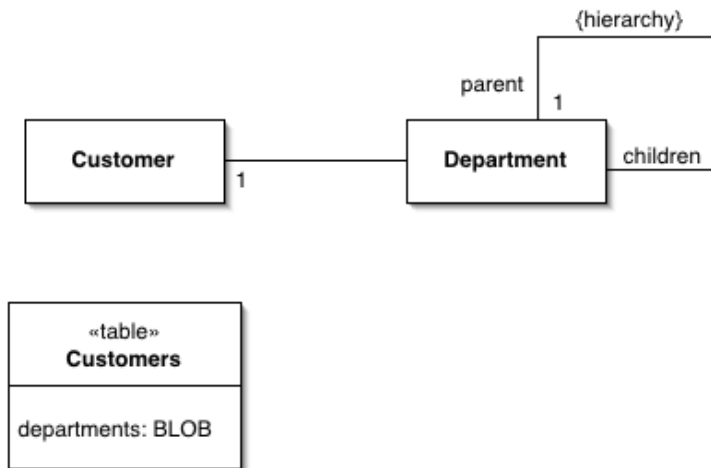 {hierarchy}
parent
1
Customer
1
Department
children
«table»
Customers
departments: BLOB